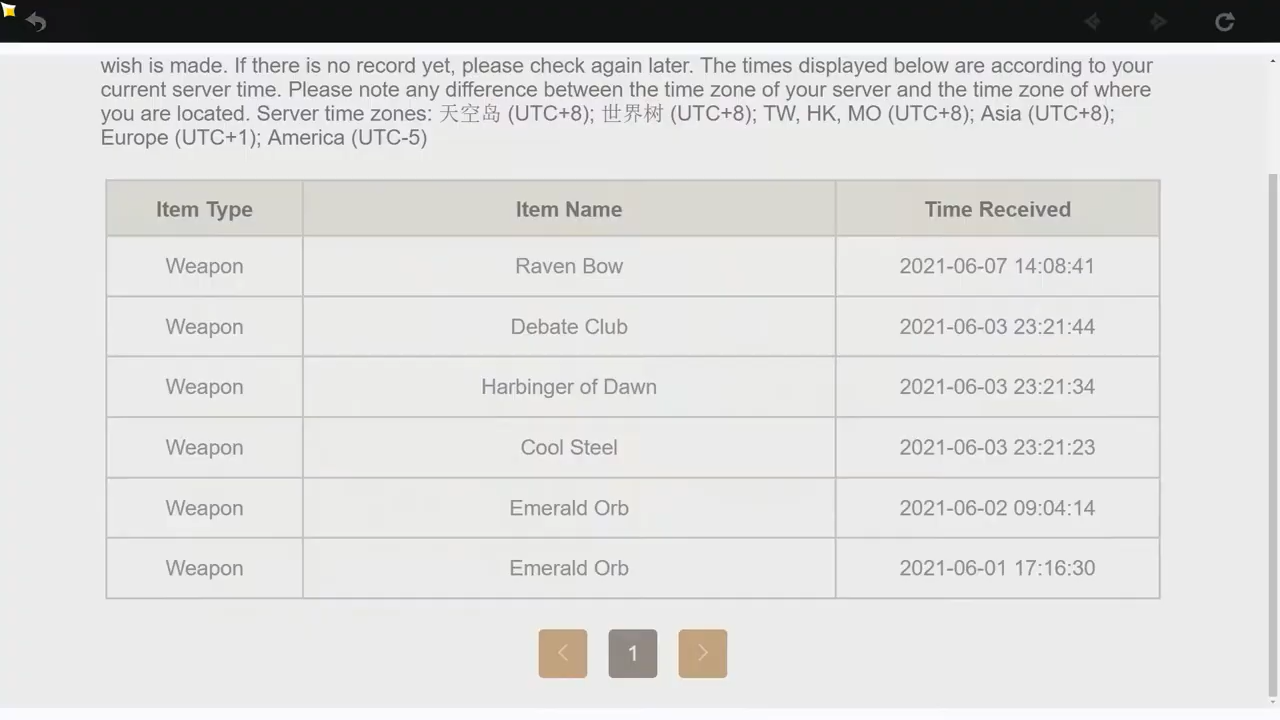 wish is made. If there is no record yet, please check again later. The times displayed below are according to your
current server time. Please note any difference between the time zone of your server and the time zone of where
you are located. Server time zones: 天空岛 (UTC+8); 世界树 (UTC+8); TW, HK, MO (UTC+8); Asia (UTC+8);
Europe (UTC+1); America (UTC-5)
Item Type Item Name Time Received
Weapon Raven Bow 2021-06-07 14:08:41
Weapon Debate Club 2021-06-03 23:21:44
Weapon Harbinger of Dawn 2021-06-03 23:21:34
Weapon Cool Steel 2021-06-03 23:21:23
Weapon Emerald Orb 2021-06-02 09:04:14
Weapon Emerald Orb 2021-06-01 17:16:30
1